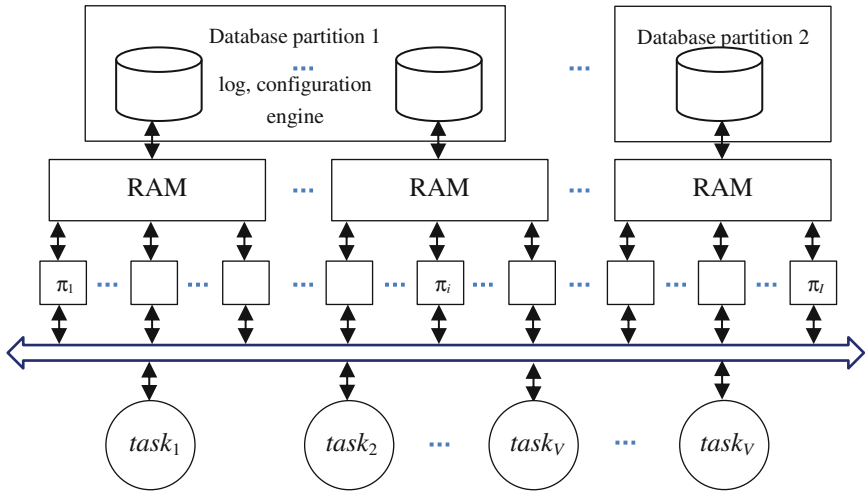 Database partition 1
...
log, configuration
engine
...
Database partition 2
RAM ... RAM ... RAM
π1 ... ... ... πi ... ... ... πI
task1 task2 ... taskV ... taskV